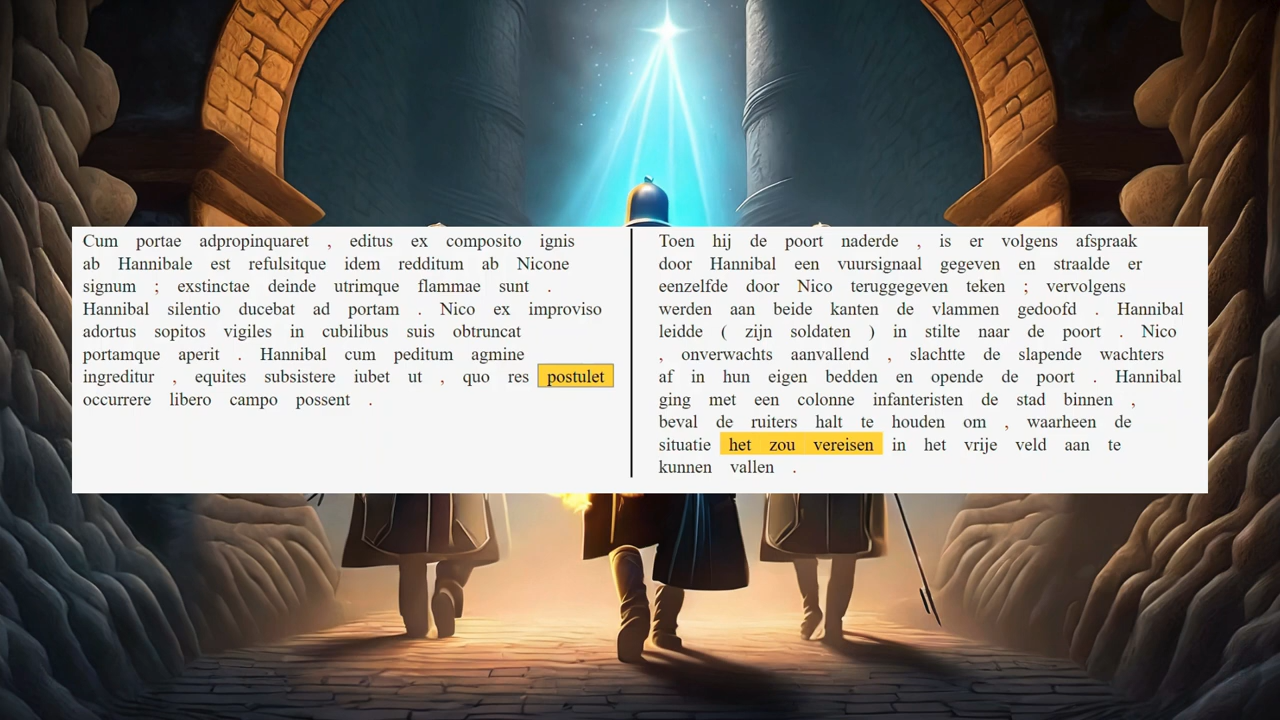 Cum portae adpropinquaret , editus ex composito ignis
ab Hannibale est refulsitque idem redditum ab Nicone
signum ; exstinctae deinde utrimque flammae sunt .
Hannibal silentio ducebat ad portam . Nico ex improviso
adortus sopitos vigiles in cubilibus suis obtruncat
portamque aperit . Hannibal cum peditum agmine
ingreditur , equites subsistere iubet ut , quo res postulet
occurrere libero campo possent .
Toen hij de poort naderde , is er volgens afspraak
door Hannibal een vuursignaal gegeven en straalde er
eenzelfde door Nico teruggegeven teken ; vervolgens
werden aan beide kanten de vlammen gedoofd . Hannibal
leidde ( zijn soldaten ) in stilte naar de poort . Nico
, onverwachts aanvallend , slachtte de slapende wachters
af in hun eigen bedden en opende de poort . Hannibal
ging met een colonne infanteristen de stad binnen ,
beval de ruiters halt te houden om , waarheen de
situatie het zou vereisen in het vrije veld aan te
kunnen vallen .